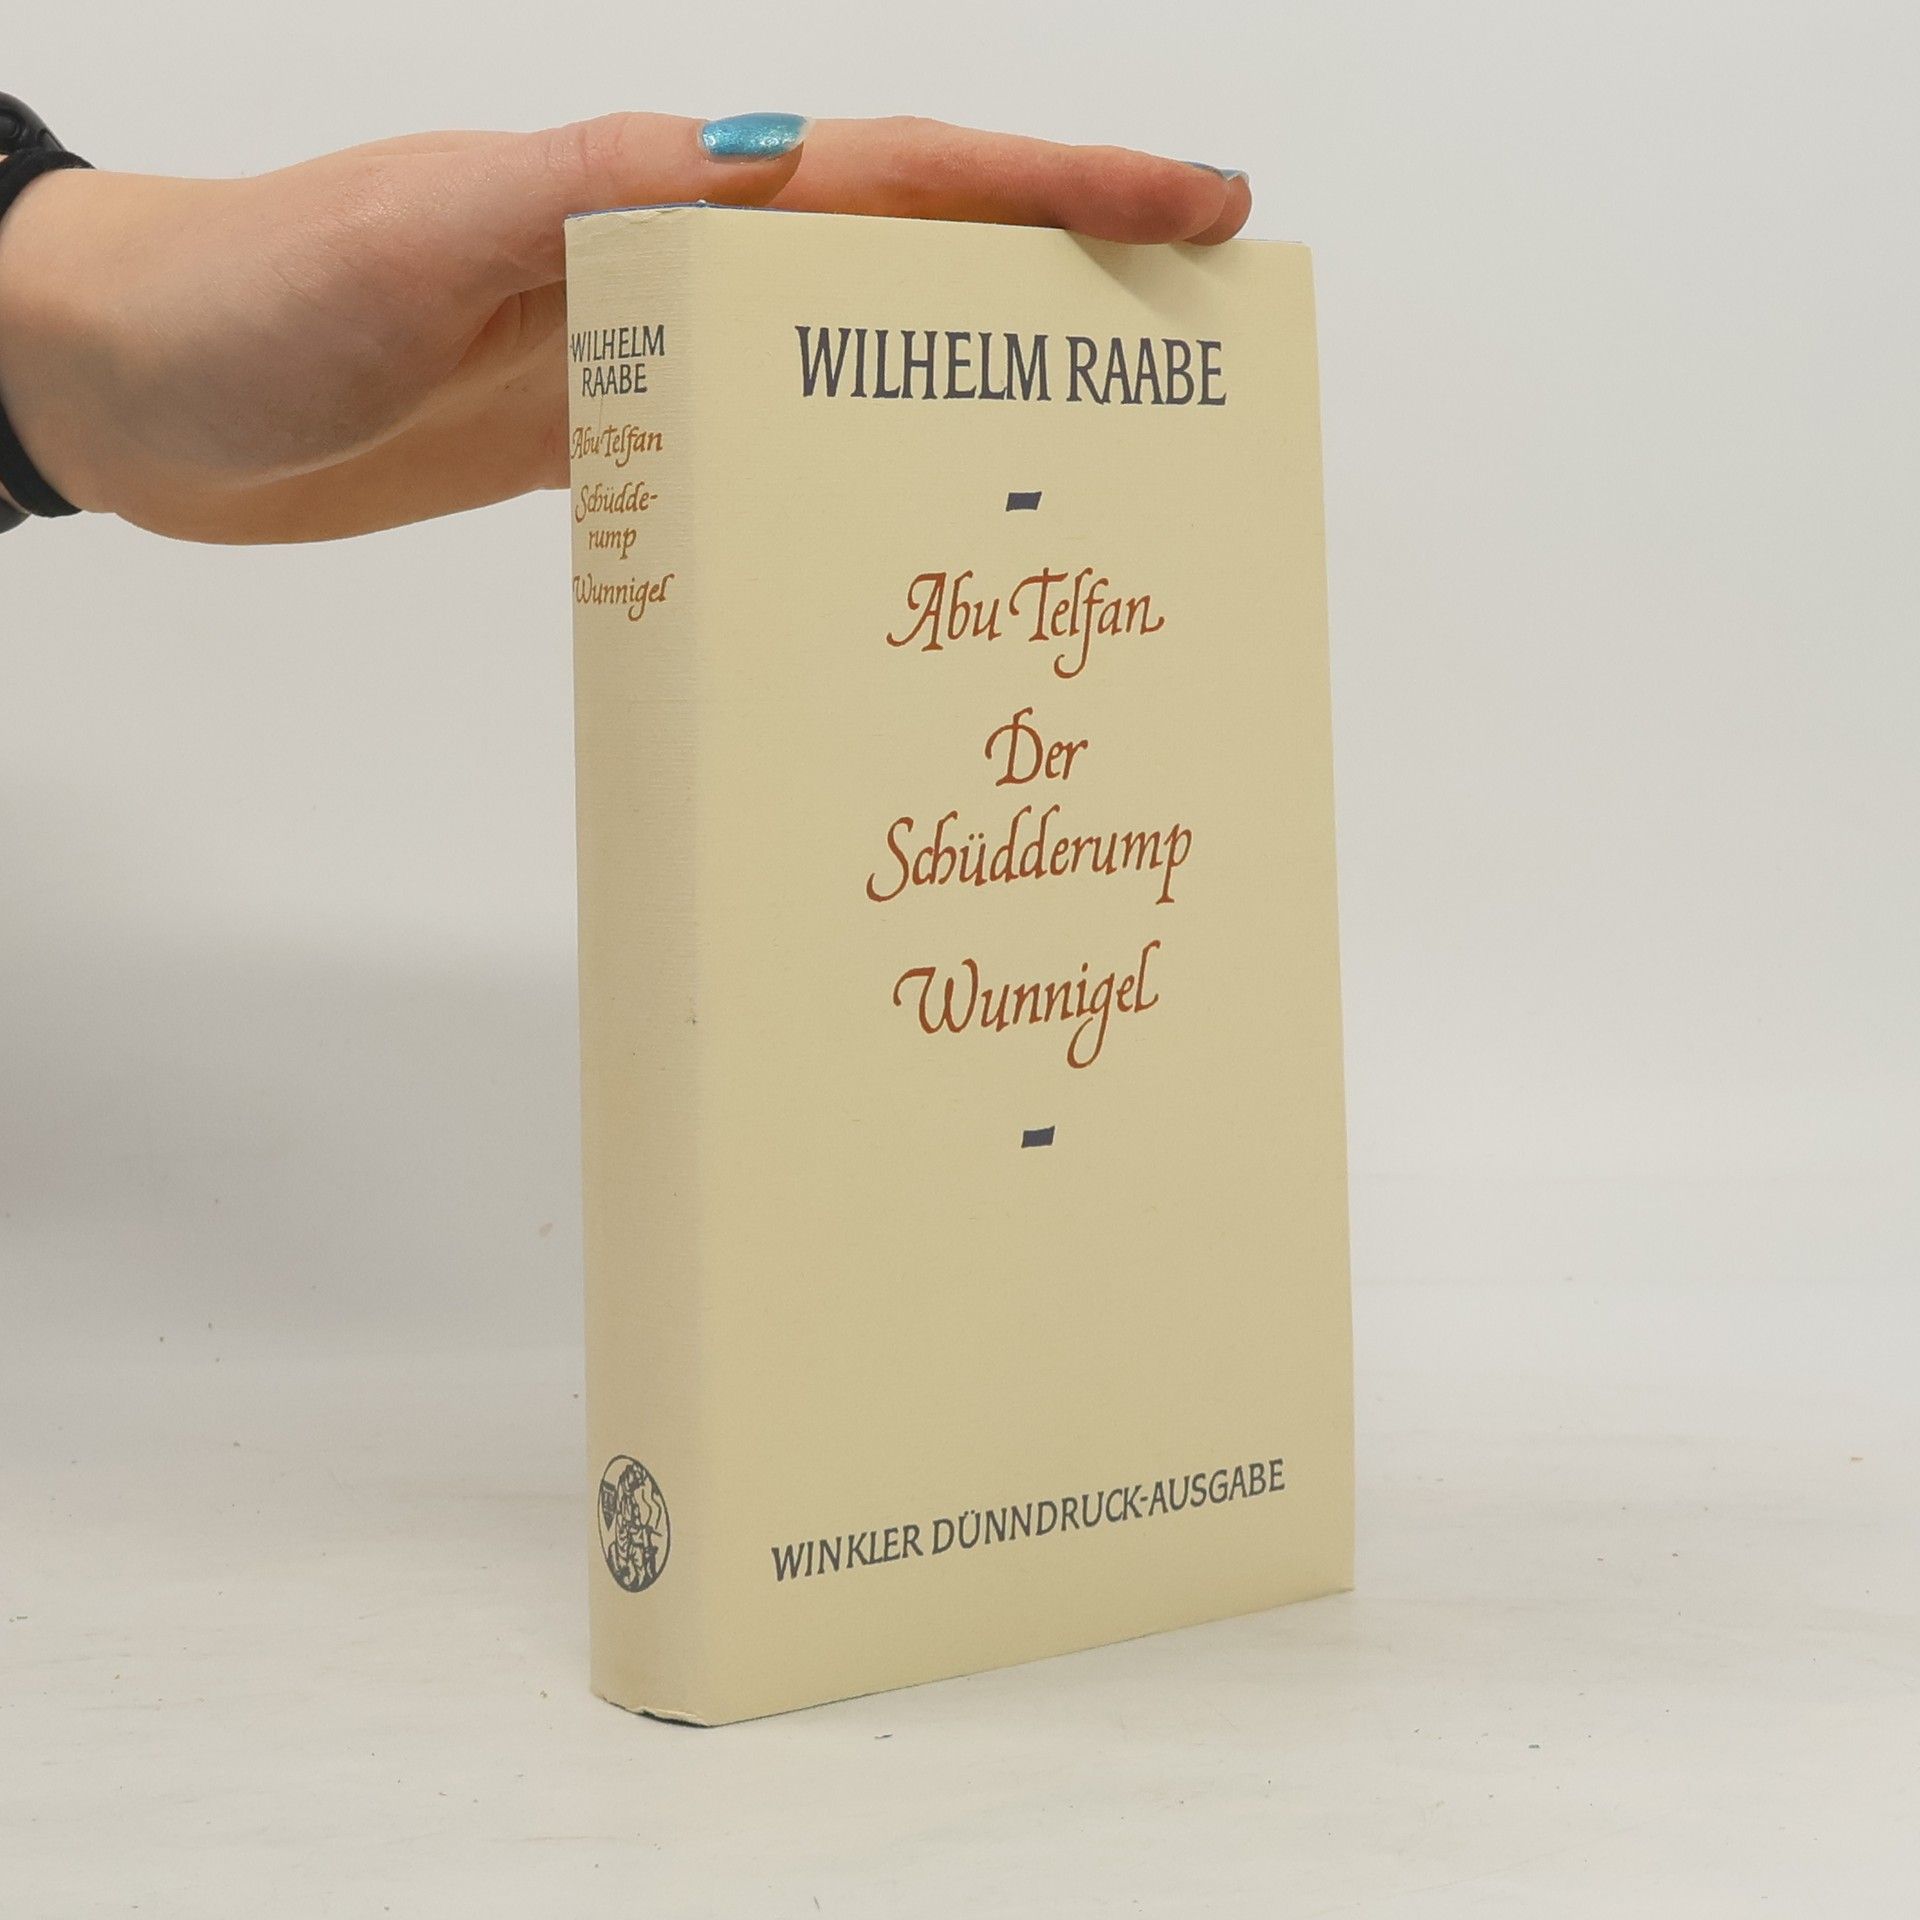 WILHELM
RAABE
Abu Telfan
Schüdde-
rump
Wunnigel
WILHELM RAABE
Abu Telfan
Der
Schüdderump
Wunnigel
WINKLER DÜNNDRUCK-AUSGABE